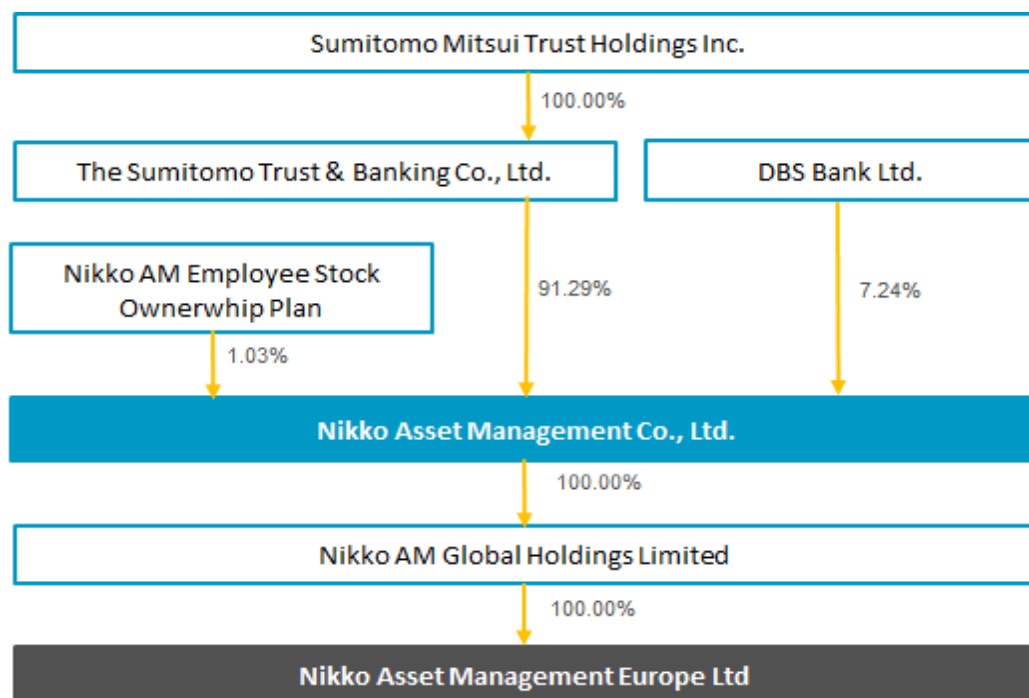 Sumitomo Mitsui Trust Holdings Inc.
100.00%
The Sumitomo Trust & Banking Co., Ltd.
DBS Bank Ltd.
Nikko AM Employee Stock
Ownerwhip Plan
91.29%
7.24%
1.03%
Nikko Asset Management Co., Ltd.
100.00%
Nikko AM Global Holdings Limited
100.00%
Nikko Asset Management Europe Ltd